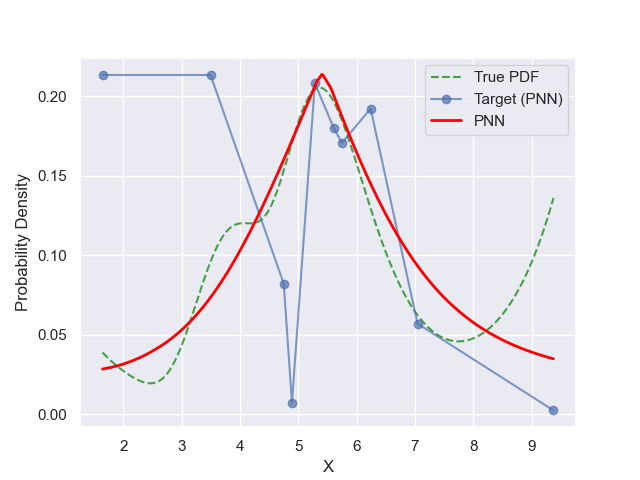 True PDF
Target (PNN)
PNN
0.20
0.15
0.10
0.05
0.00
Probability Density
2 3 4 5 6 7 8 9
X